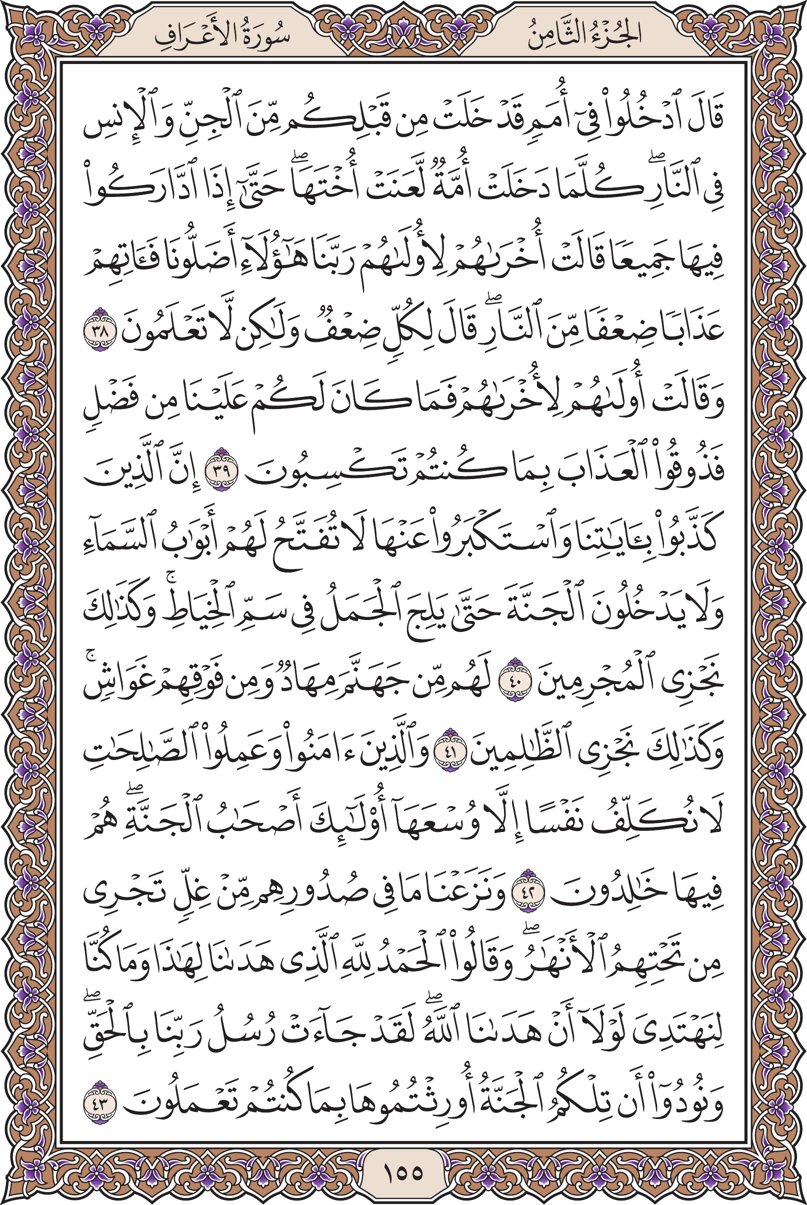 الجُزْءُ الثَّامِنُ
سُورَةُ الأَعْرَافِ
قَالَ ٱدْخُلُوا۟ فِىٓ أُمَمٍ قَدْ خَلَتْ مِن قَبْلِكُم مِّنَ ٱلْجِنِّ وَٱلْإِنسِ
فِى ٱلنَّارِ ۖ كُلَّمَا دَخَلَتْ أُمَّةٌ لَّعَنَتْ أُخْتَهَا ۖ حَتَّىٰٓ إِذَا ٱدَّارَكُوا۟
فِيهَا جَمِيعًا قَالَتْ أُخْرَىٰهُمْ لِأُولَىٰهُمْ رَبَّنَا هَٰٓؤُلَآءِ أَضَلُّونَا فَـَٔاتِهِمْ
عَذَابًا ضِعْفًا مِّنَ ٱلنَّارِ ۖ قَالَ لِكُلٍّ ضِعْفٌ وَلَٰكِن لَّا تَعْلَمُونَ ٣٨
وَقَالَتْ أُولَىٰهُمْ لِأُخْرَىٰهُمْ فَمَا كَانَ لَكُمْ عَلَيْنَا مِن فَضْلٍ
فَذُوقُوا۟ ٱلْعَذَابَ بِمَا كُنتُمْ تَكْسِبُونَ ٣٩ إِنَّ ٱلَّذِينَ
كَذَّبُوا۟ بِـَٔايَٰتِنَا وَٱسْتَكْبَرُوا۟ عَنْهَا لَا تُفَتَّحُ لَهُمْ أَبْوَٰبُ ٱلسَّمَآءِ
وَلَا يَدْخُلُونَ ٱلْجَنَّةَ حَتَّىٰ يَلِجَ ٱلْجَمَلُ فِى سَمِّ ٱلْخِيَاطِ ۚ وَكَذَٰلِكَ
نَجْزِى ٱلْمُجْرِمِينَ ٤٠ لَهُم مِّن جَهَنَّمَ مِهَادٌ وَمِن فَوْقِهِمْ غَوَاشٍ ۚ
وَكَذَٰلِكَ نَجْزِى ٱلظَّٰلِمِينَ ٤١ وَٱلَّذِينَ ءَامَنُوا۟ وَعَمِلُوا۟ ٱلصَّٰلِحَٰتِ
لَا نُكَلِّفُ نَفْسًا إِلَّا وُسْعَهَآ أُو۟لَٰٓئِكَ أَصْحَٰبُ ٱلْجَنَّةِ ۖ هُمْ
فِيهَا خَٰلِدُونَ ٤٢ وَنَزَعْنَا مَا فِى صُدُورِهِم مِّنْ غِلٍّ تَجْرِى
مِن تَحْتِهِمُ ٱلْأَنْهَٰرُ ۖ وَقَالُوا۟ ٱلْحَمْدُ لِلَّهِ ٱلَّذِى هَدَىٰنَا لِهَٰذَا وَمَا كُنَّا
لِنَهْتَدِىَ لَوْلَآ أَنْ هَدَىٰنَا ٱللَّهُ ۖ لَقَدْ جَآءَتْ رُسُلُ رَبِّنَا بِٱلْحَقِّ ۖ
وَنُودُوٓا۟ أَن تِلْكُمُ ٱلْجَنَّةُ أُورِثْتُمُوهَا بِمَا كُنتُمْ تَعْمَلُونَ ٤٣
١٥٥